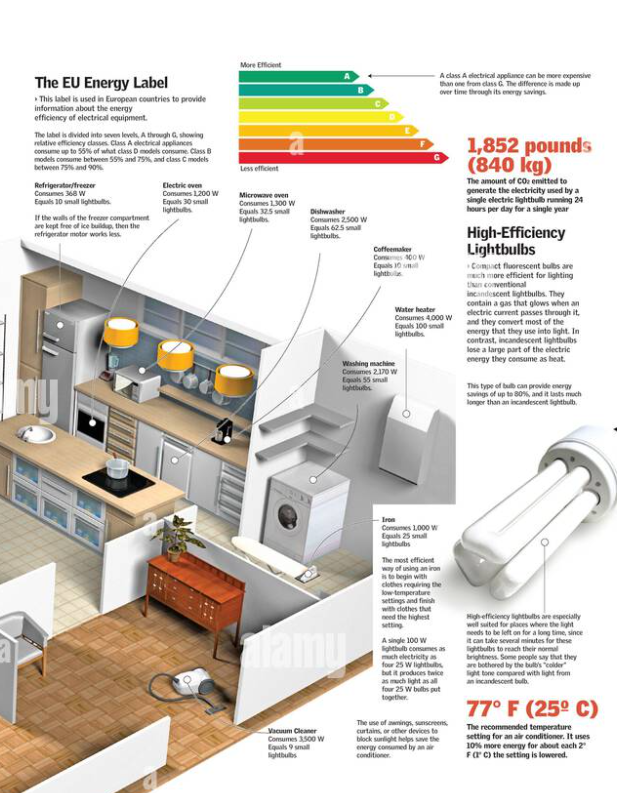 More Efficient
The EU Energy Label
› This label is used in European countries to provide
information about the energy
efficiency of electrical equipment.
The label is divided into seven levels, A through G, showing
relative efficiency classes. Class A electrical appliances
consume up to 55% of what class D models consume. Class B
models consume between 55% and 75%, and class C models
between 75% and 90%.
A
B
C
D
E
F
G
Less efficient
A class A electrical appliance can be more expensive
than one from class G. The difference is made up
over time through its energy savings.
Refrigerator/freezer
Consumes 368 W
Equals 10 small lightbulbs.
If the walls of the freezer compartment
are kept free of ice buildup, then the
refrigerator motor works less.
Electric oven
Consumes 1,200 W
Equals 30 small
lightbulbs.
Microwave oven
Consumes 1,300 W
Equals 32.5 small
lightbulbs.
Dishwasher
Consumes 2,500 W
Equals 62.5 small
lightbulbs.
Coffeemaker
Consumes 400 W
Equals 10 small
lightbulbs.
Water heater
Consumes 4,000 W
Equals 100 small
lightbulbs.
Washing machine
Consumes 2,170 W
Equals 55 small
lightbulbs.
Iron
Consumes 1,000 W
Equals 25 small
lightbulbs
The most efficient
way of using an iron
is to begin with
clothes requiring the
low-temperature
settings and finish
with clothes that
need the highest
setting.
A single 100 W
lightbulb consumes as
much electricity as
four 25 W lightbulbs,
but it produces twice
as much light as all
four 25 W bulbs put
together.
Vacuum Cleaner
Consumes 3,500 W
Equals 9 small
lightbulbs
The use of awnings, sunscreens,
curtains, or other devices to
block sunlight helps save the
energy consumed by an air
conditioner.
1,852 pounds
(840 kg)
The amount of CO₂ emitted to
generate the electricity used by a
single electric lightbulb running 24
hours per day for a single year
High-Efficiency
Lightbulbs
› Compact fluorescent bulbs are
much more efficient for lighting
than conventional
incandescent lightbulbs. They
contain a gas that glows when an
electric current passes through it,
and they convert most of the
energy that they use into light. In
contrast, incandescent lightbulbs
lose a large part of the electric
energy they consume as heat.
This type of bulb can provide energy
savings of up to 80%, and it lasts much
longer than an incandescent lightbulb.
High-efficiency lightbulbs are especially
well suited for places where the light
needs to be left on for a long time, since
it can take several minutes for these
lightbulbs to reach their normal
brightness. Some people say that they
are bothered by the bulb's "colder"
light tone compared with light from
an incandescent bulb.
77° F (25º C)
The recommended temperature
setting for an air conditioner. It uses
10% more energy for about each 2°
F (1° C) the setting is lowered.
alamy
a